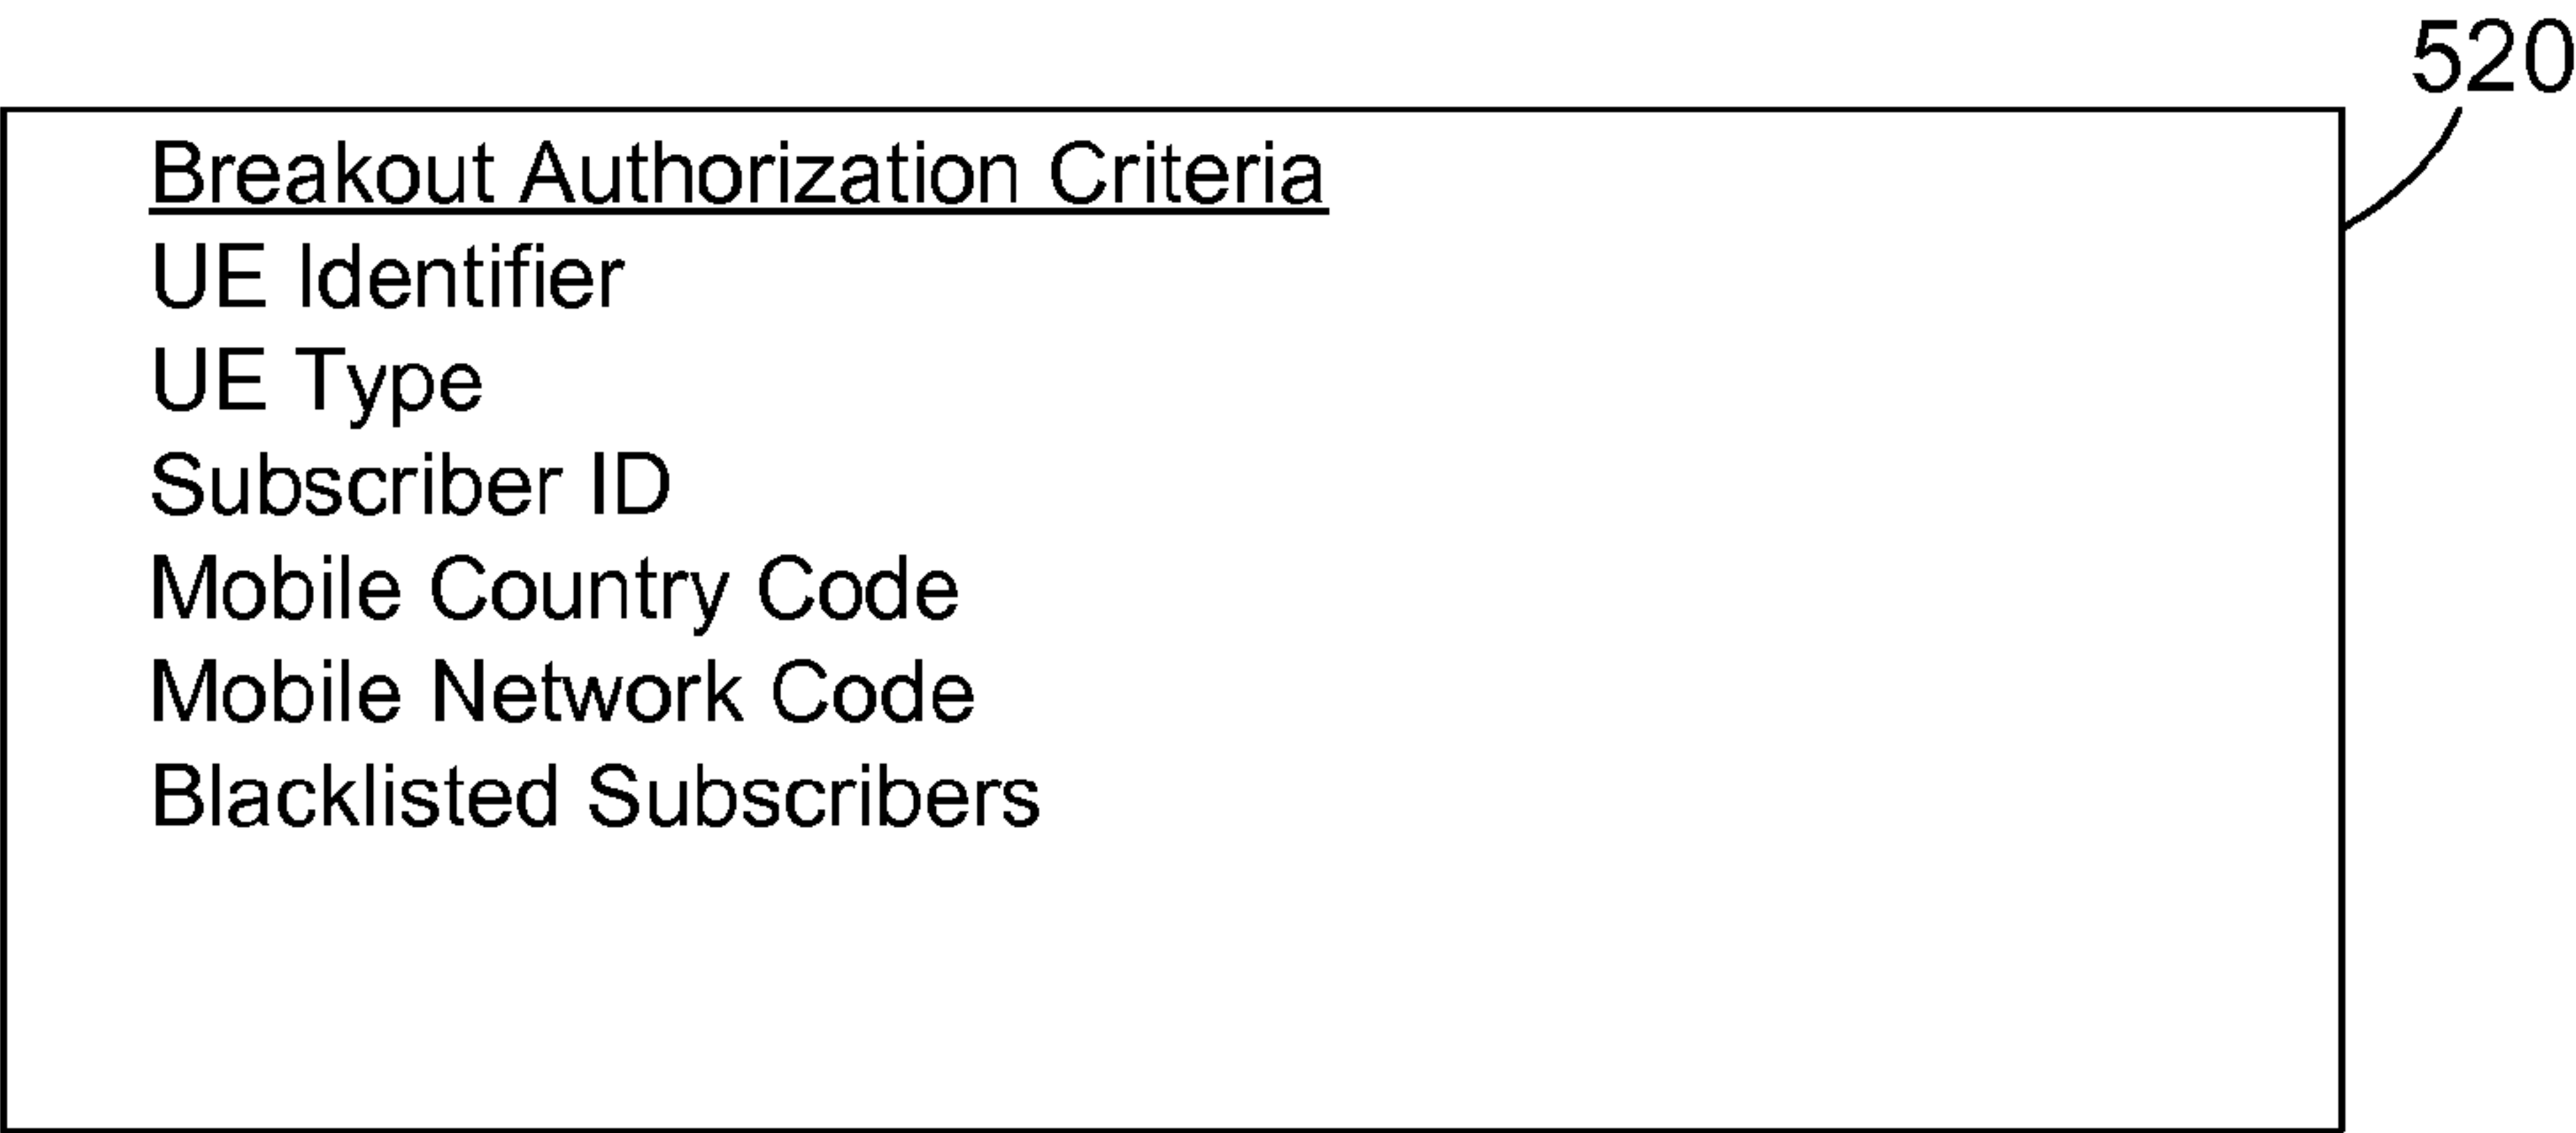 520
Breakout Authorization Criteria
UE Identifier
UE Type
Subscriber ID
Mobile Country Code
Mobile Network Code
Blacklisted Subscribers